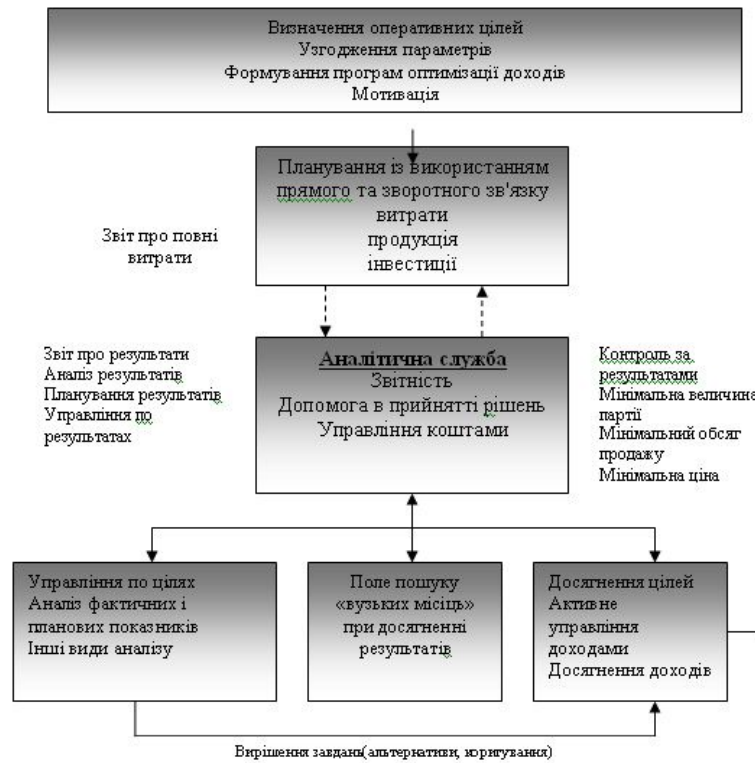 Визначення оперативних цілей
Узгодження параметрів
Формування програм оптимізації доходів
Мотивація
Планування із використанням
прямого та зворотного зв'язку
витрати
продукція
інвестиції
Звіт про повні
витрати
Звіт про результати
Аналіз результатів
Планування результатів
Управління по
результатах
Аналітична служба
Звітність
Допомога в прийнятті рішень
Управління коштами
Контроль за
результатами
Мінімальна величина
партії
Мінімальний обсяг
продажу
Мінімальна ціна
Управління по цілях
Аналіз фактичних і
планових показників
Інші види аналізу
Поле пошуку
«вузьких місць»
при досягненні
результатів
Досягнення цілей
Активне
управління
доходами
Досягнення доходів
Вирішення завдань(альтернативи, коригування)